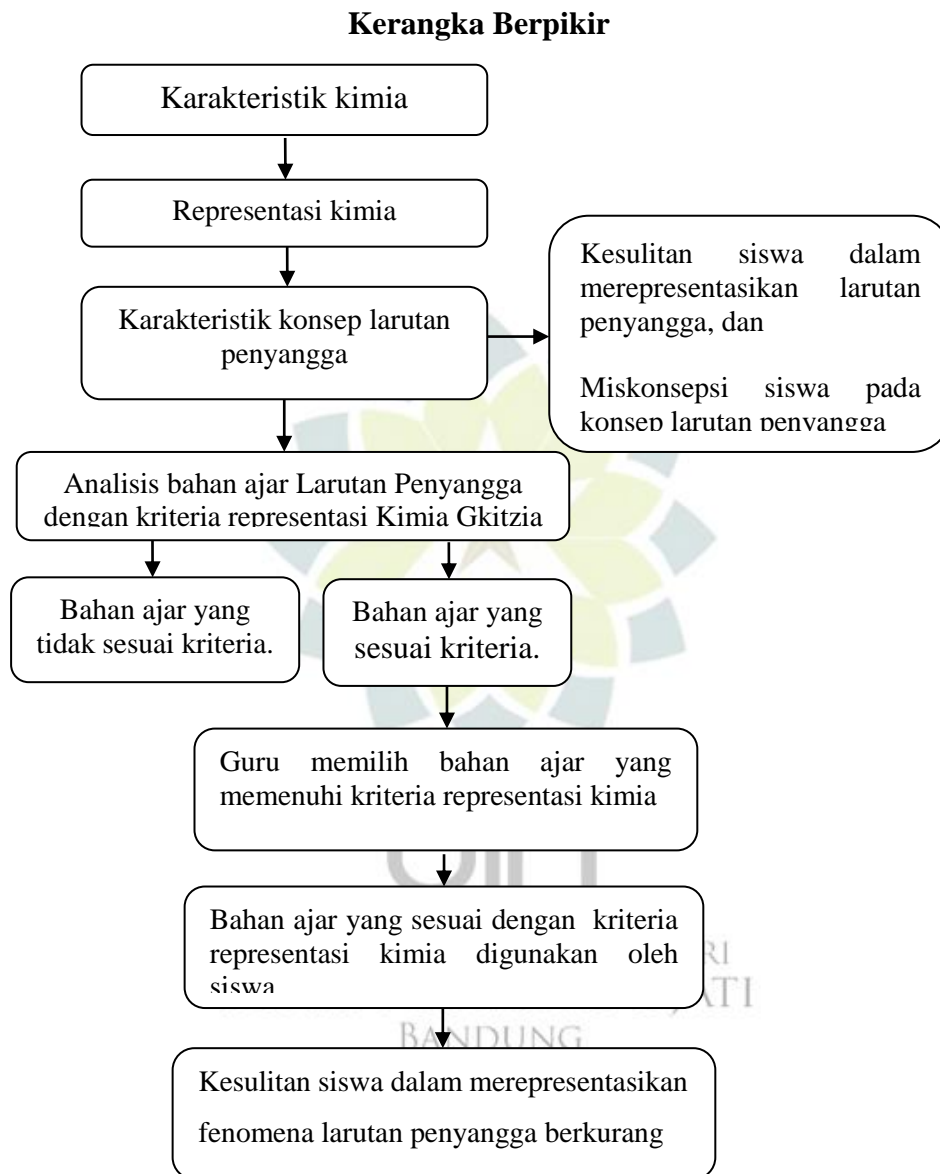 Kerangka Berpikir
Karakteristik kimia
Representasi kimia
Karakteristik konsep larutan
penyangga
Kesulitan siswa dalam
merepresentasikan larutan
penyangga, dan
Miskonsepsi siswa pada
konsep larutan penyangga
Analisis bahan ajar Larutan Penyangga
dengan kriteria representasi Kimia Gkitzia
Bahan ajar yang
tidak sesuai kriteria.
Bahan ajar yang
sesuai kriteria.
Guru memilih bahan ajar yang
memenuhi kriteria representasi kimia
Bahan ajar yang sesuai dengan kriteria
representasi kimia digunakan oleh
siswa
BANDUNG
Kesulitan siswa dalam merepresentasikan
fenomena larutan penyangga berkurang